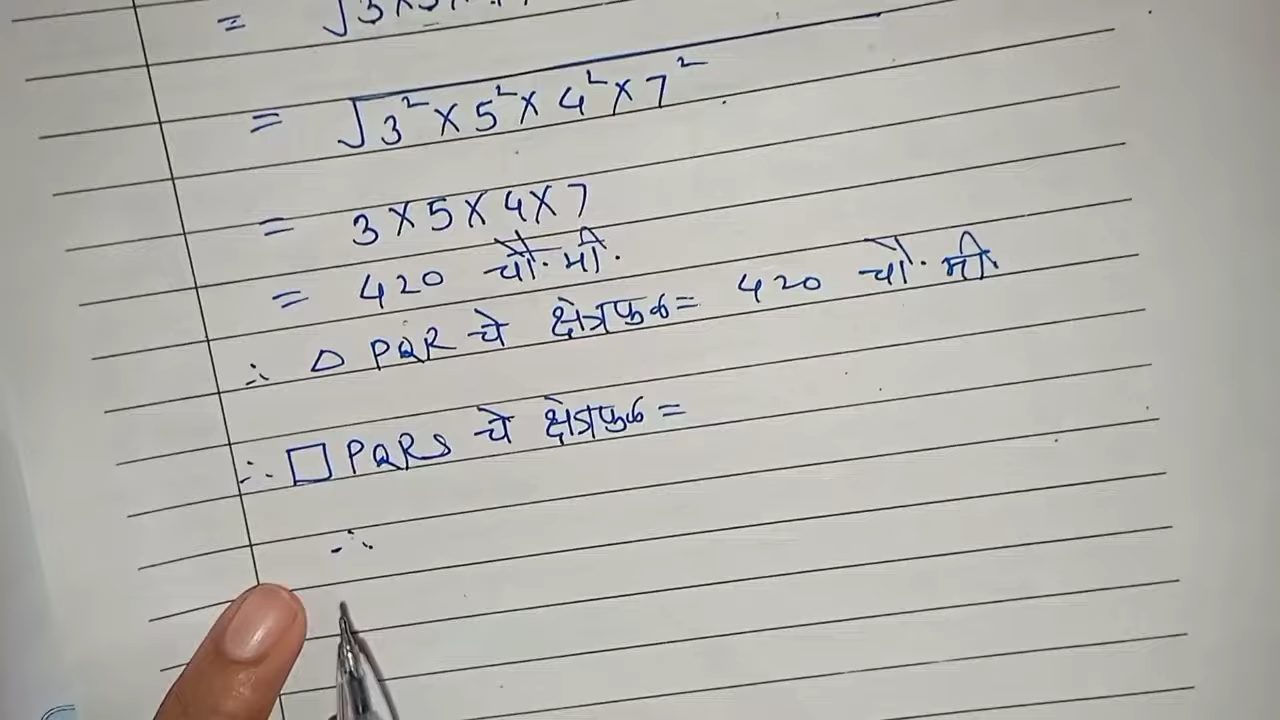 = √3²×5²×4²×7²
= 3×5×4×7
= 420 चौ.मी.
∴ △ PQR चे क्षेत्रफळ= 420 चौ.मी
∴ □ PQRS चे क्षेत्रफळ =
∴